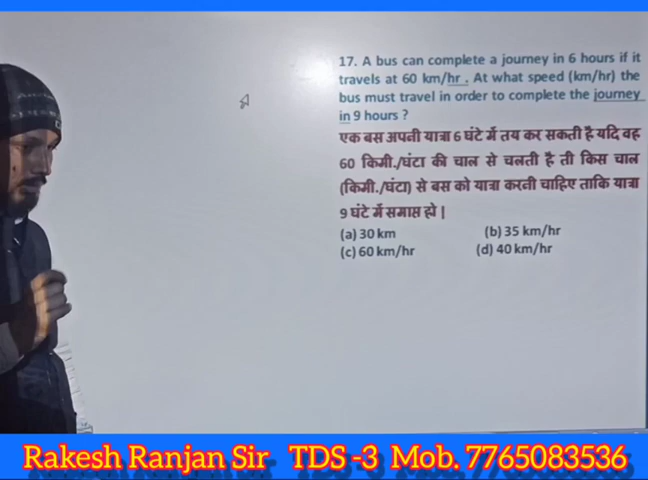 17. A bus can complete a journey in 6 hours if it
travels at 60 km/hr . At what speed (km/hr) the
bus must travel in order to complete the journey
in 9 hours ?
एक बस अपनी यात्रा 6 घंटे में तय कर सकती है यदि वह
60 किमी./घंटा की चाल से चलती है तो किस चाल
(किमी./घंटा) से बस को यात्रा करनी चाहिए ताकि यात्रा
9 घंटे में समाप्त हो |
(a) 30 km (b) 35 km/hr
(c) 60 km/hr (d) 40 km/hr
Rakesh Ranjan Sir TDS -3 Mob. 7765083536